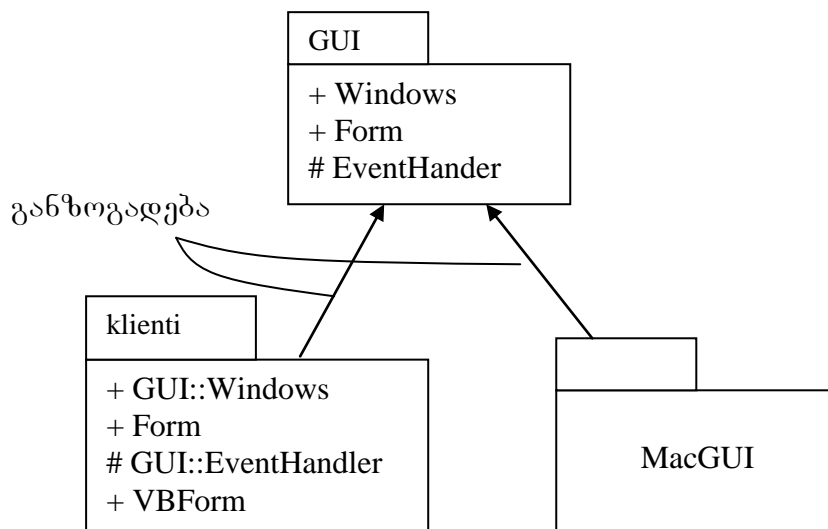 GUI
+ Windows
+ Form
# EventHander
განზოგადება
klienti
+ GUI::Windows
+ Form
# GUI::EventHandler
+ VBForm
MacGUI